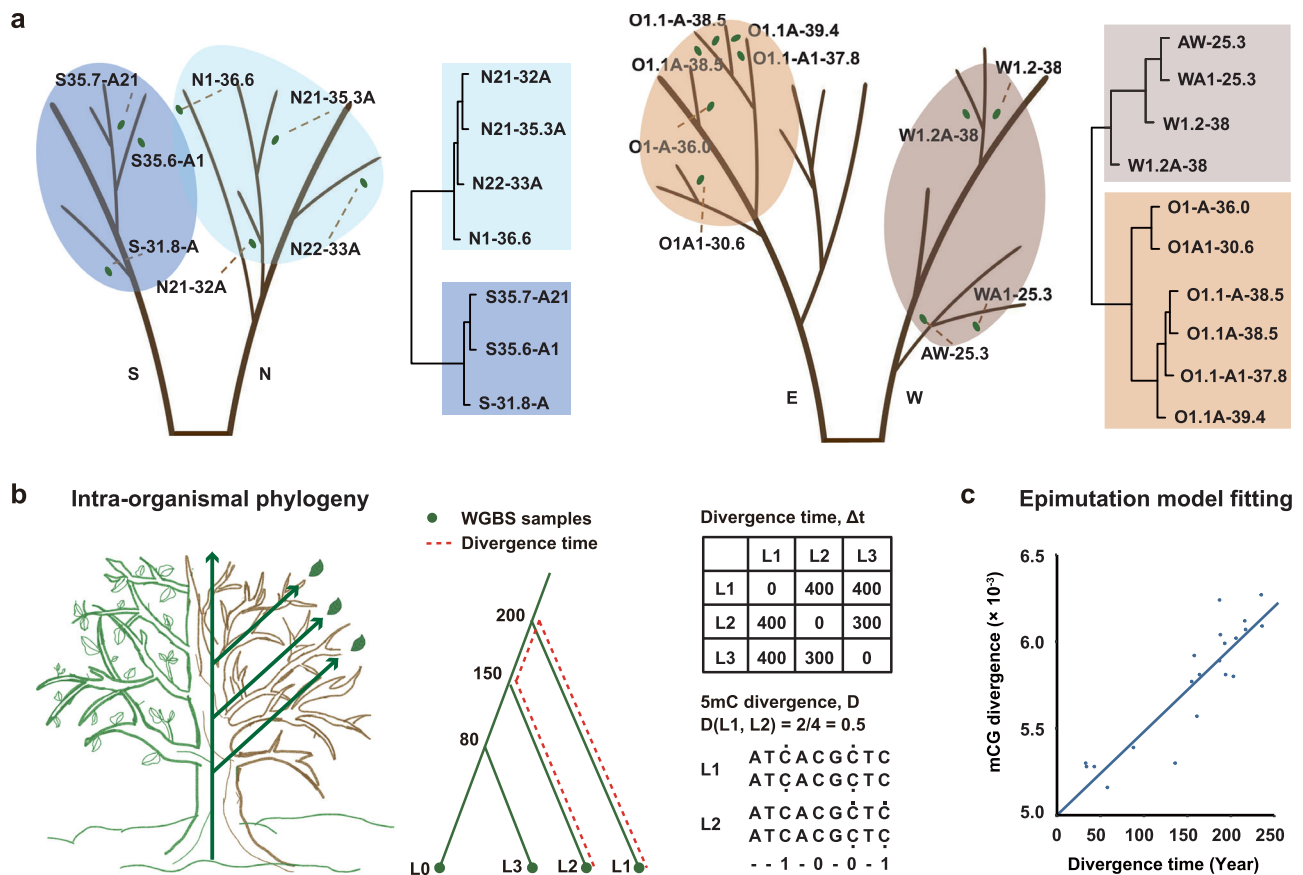 a
S35.7-A21
N1-36.6
N21-35.3A
S35.6-A1
S-31.8-A
N21-32A
N22-33A
S
N
N21-32A
N21-35.3A
N22-33A
N1-36.6
S35.7-A21
S35.6-A1
S-31.8-A
O1.1-A-38.5
O1.1A-39.4
O1.1A-38.5
O1.1-A1-37.8
O1-A-36.0
O1A1-30.6
W1.2-38
W1.2A-38
WA1-25.3
AW-25.3
E
W
AW-25.3
WA1-25.3
W1.2-38
W1.2A-38
O1-A-36.0
O1A1-30.6
O1.1-A-38.5
O1.1A-38.5
O1.1-A1-37.8
O1.1A-39.4
b
Intra-organismal phylogeny
WGBS samples
Divergence time
200
150
80
L0
L3
L2
L1
Divergence time, Δt
L1 L2 L3
L1 0 400 400
L2 400 0 300
L3 400 300 0
5mC divergence, D
D(L1, L2) = 2/4 = 0.5
L1
ATCACGCTC
ATCACGCTC
L2
ATCACGCTC
ATCACGCTC
- - 1 - 0 - 0 - 1
c
Epimutation model fitting
mCG divergence (× 10⁻³)
6.5
6.0
5.5
5.0
0 50 100 150 200 250
Divergence time (Year)